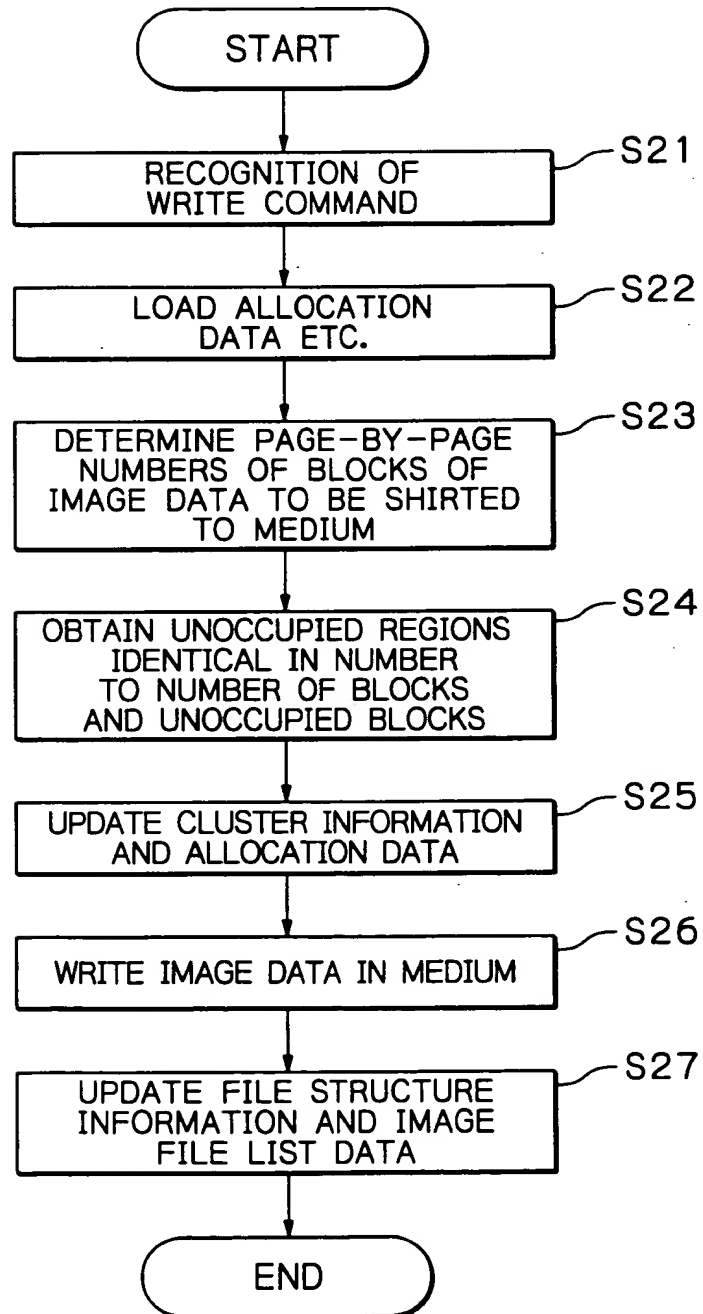 START
S21
RECOGNITION OF
WRITE COMMAND
S22
LOAD ALLOCATION
DATA ETC.
S23
DETERMINE PAGE-BY-PAGE
NUMBERS OF BLOCKS OF
IMAGE DATA TO BE SHIRTED
TO MEDIUM
S24
OBTAIN UNOCCUPIED REGIONS
IDENTICAL IN NUMBER
TO NUMBER OF BLOCKS
AND UNOCCUPIED BLOCKS
S25
UPDATE CLUSTER INFORMATION
AND ALLOCATION DATA
S26
WRITE IMAGE DATA IN MEDIUM
S27
UPDATE FILE STRUCTURE
INFORMATION AND IMAGE
FILE LIST DATA
END